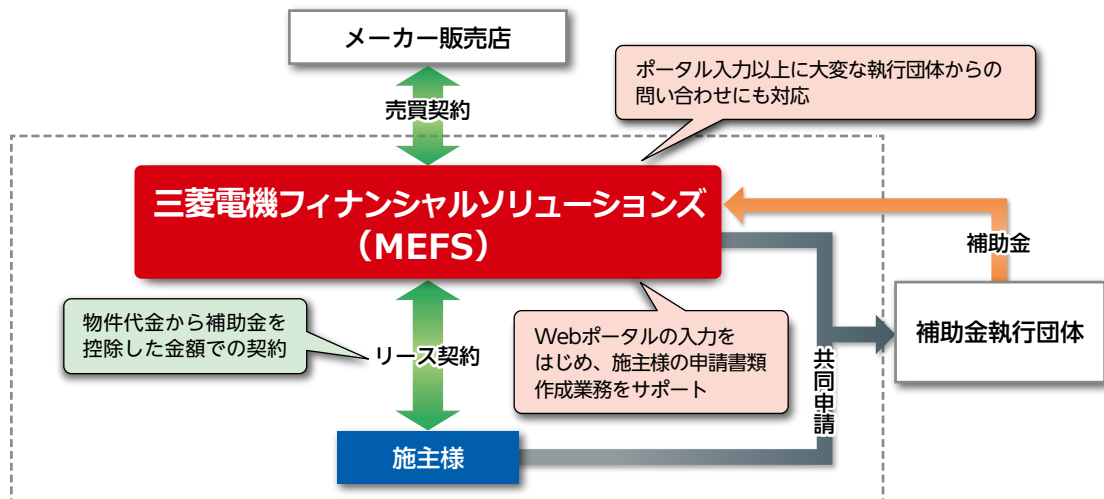 メーカー販売店
ポータル入力以上に大変な執行団体からの
問い合わせにも対応
売買契約
三菱電機フィナンシャルソリューションズ
(MEFS)
補助金
物件代金から補助金を
控除した金額での契約
リース契約
Webポータルの入力を
はじめ、施主様の申請書類
作成業務をサポート
共同申請
補助金執行団体
施主様